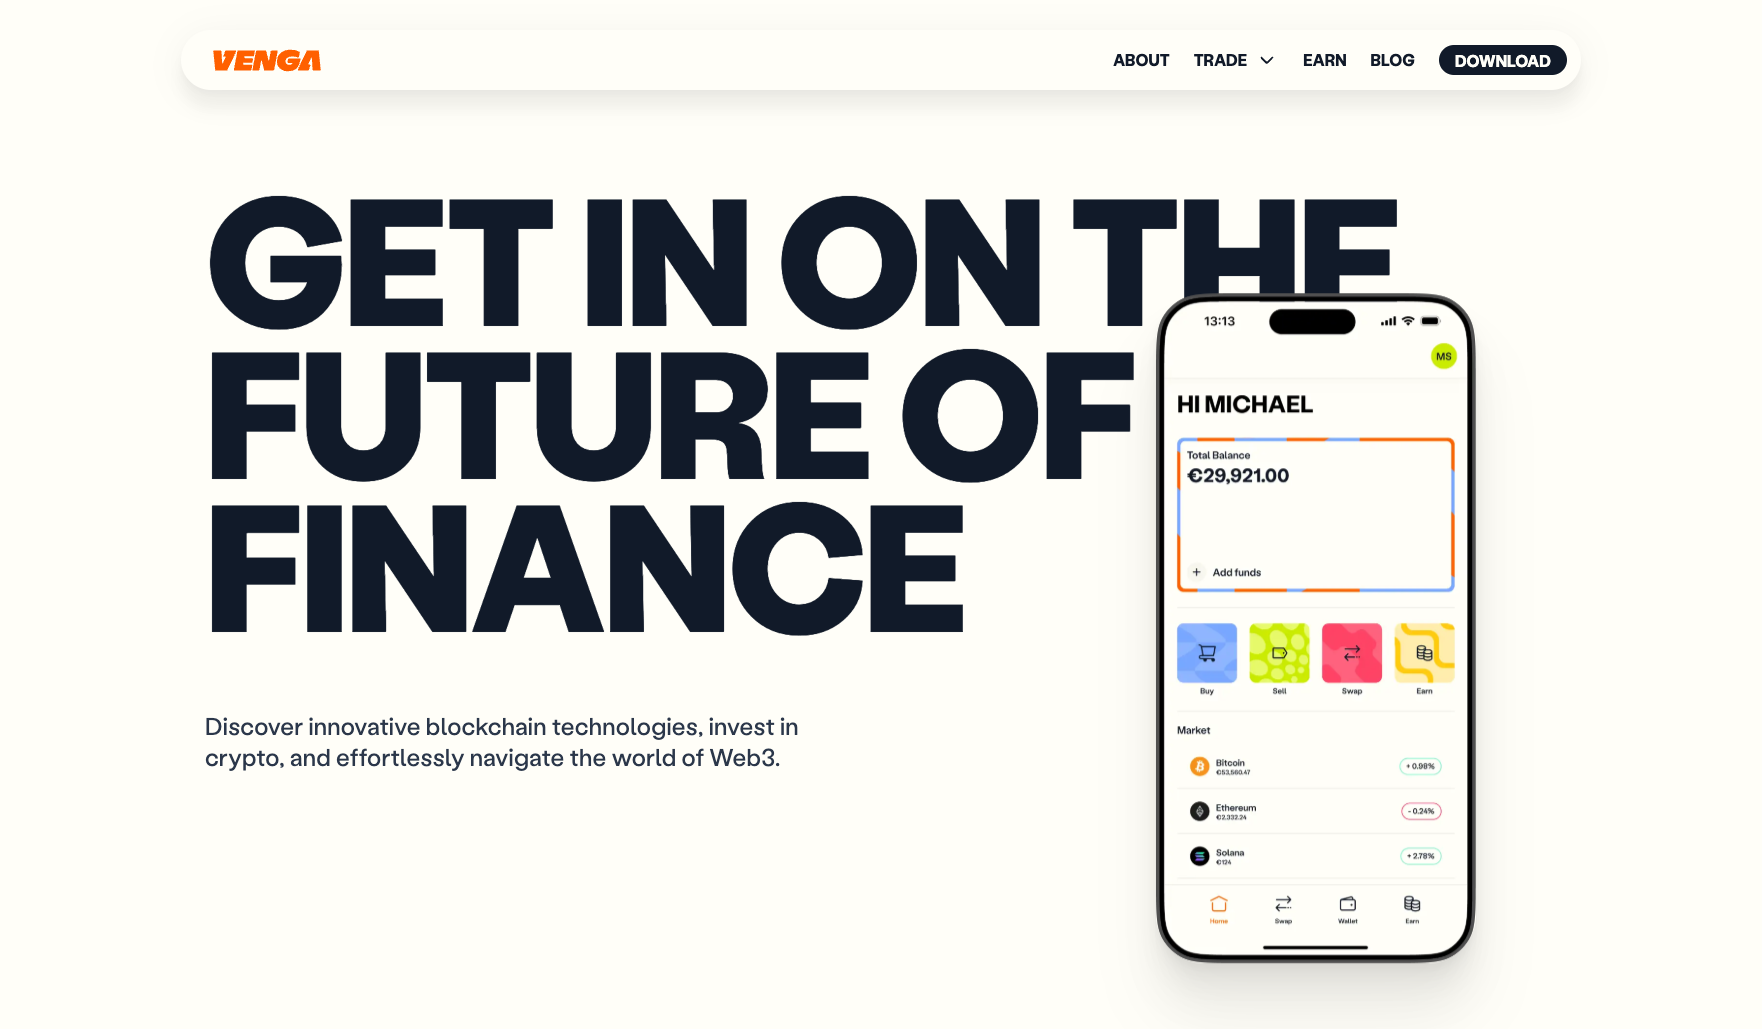 VENGA
ABOUT
TRADE
EARN
BLOG
DOWNLOAD
GET IN ON THE
FUTURE OF
FINANCE
Discover innovative blockchain technologies, invest in
crypto, and effortlessly navigate the world of Web3.
13:13
MS
HI MICHAEL
Total Balance
€29,921.00
+ Add funds
Buy
Sell
Swap
Earn
Market
Bitcoin
€53,560.47
+ 0.98%
Ethereum
€2,332.24
- 0.24%
Solana
€124
+ 2.78%
Home
Swap
Wallet
Earn